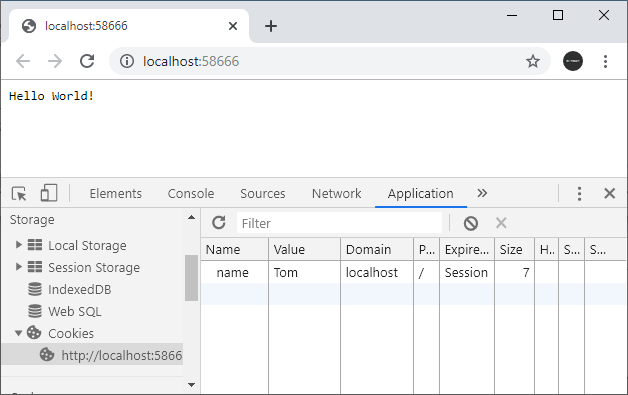 localhost:58666
localhost:58666
Hello World!
Elements Console Sources Network Application
Storage
Filter
Local Storage
Session Storage
IndexedDB
Web SQL
Cookies
http://localhost:5866
Name Value Domain P... Expire... Size H.. S... S...
name Tom localhost / Session 7